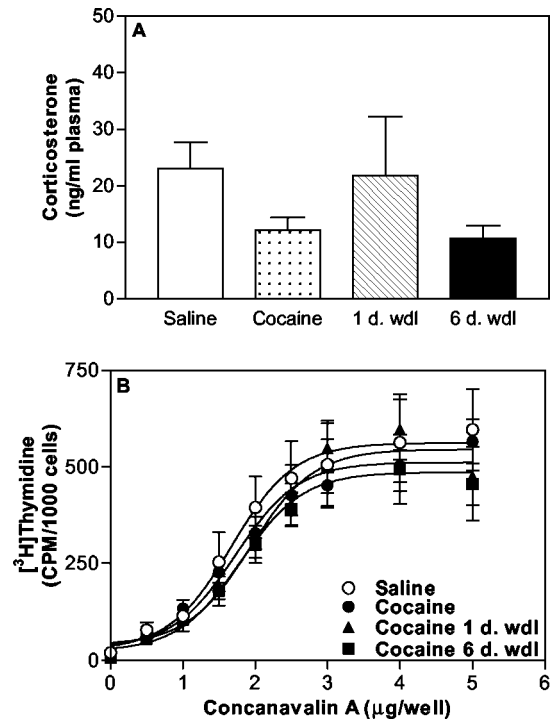 A
Corticosterone
(ng/ml plasma)
50
40
30
20
10
0
Saline Cocaine 1 d. wdl 6 d. wdl
B
[³H]Thymidine
(CPM/1000 cells)
750
500
250
0
Saline
Cocaine
Cocaine 1 d. wdl
Cocaine 6 d. wdl
0 1 2 3 4 5 6
Concanavalin A (μg/well)